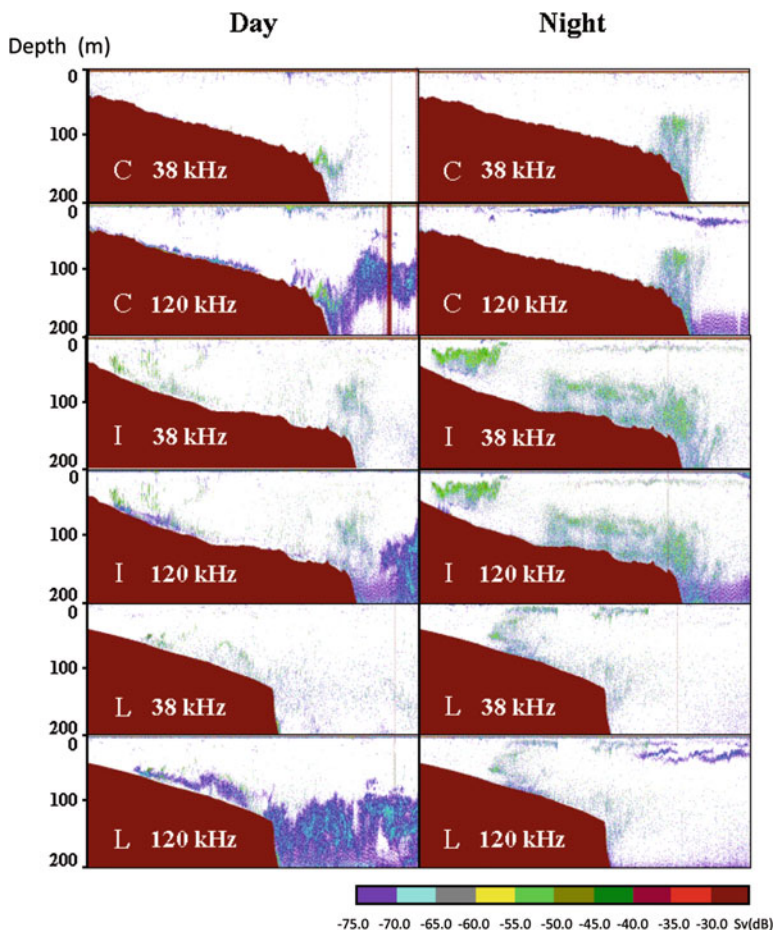 Day Night
Depth (m)
0
100
200
C 38 kHz C 38 kHz
0
100
200
C 120 kHz C 120 kHz
0
100
200
I 38 kHz I 38 kHz
0
100
200
I 120 kHz I 120 kHz
0
100
200
L 38 kHz L 38 kHz
0
100
200
L 120 kHz L 120 kHz
-75.0 -70.0 -65.0 -60.0 -55.0 -50.0 -45.0 -40.0 -35.0 -30.0 Sv(dB)